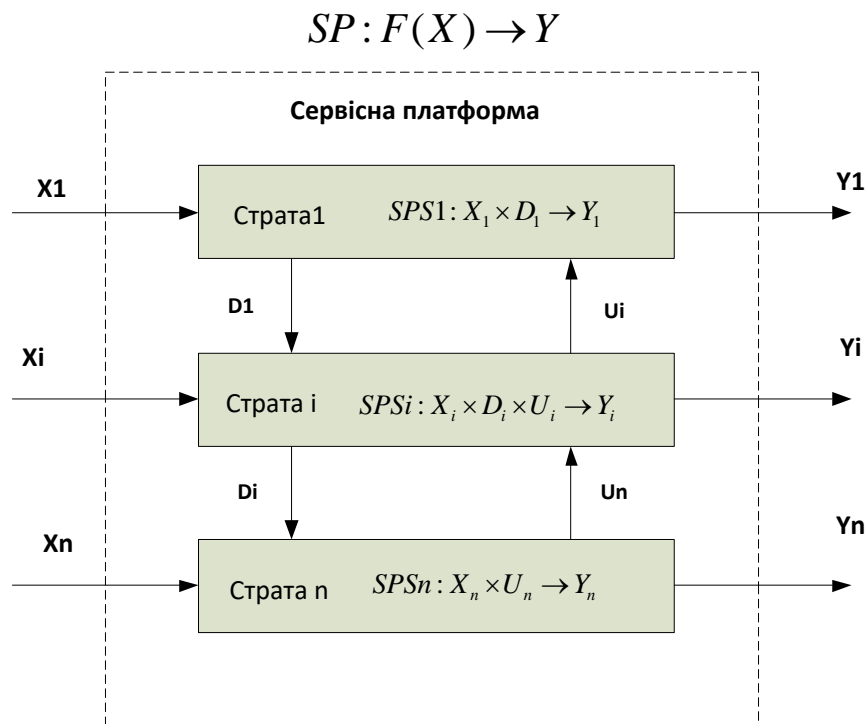 SP : F(X) → Y
Сервісна платформа
X1
Страта1
SPS1: X₁ × D₁ → Y₁
Y1
D1
Ui
Xi
Страта i
SPSi : Xᵢ × Dᵢ × Uᵢ → Yᵢ
Yi
Di
Un
Xn
Страта n
SPSn : Xₙ × Uₙ → Yₙ
Yn